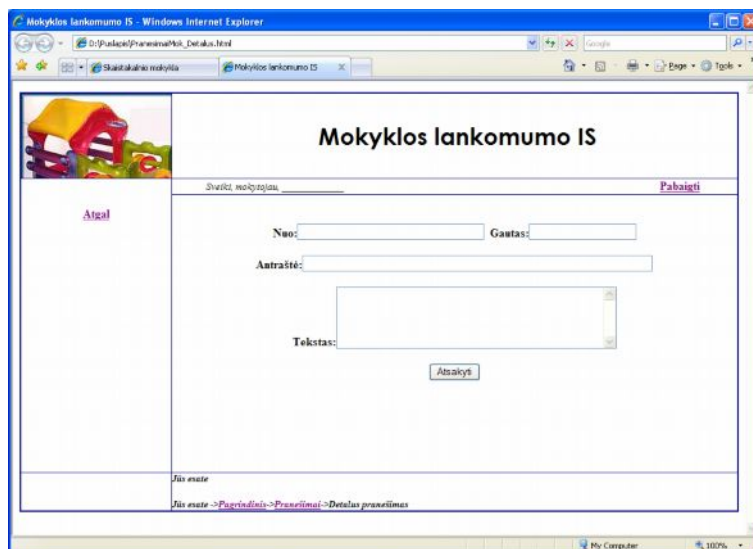 Mokyklos lankomumo IS - Windows Internet Explorer
D:\Puslapis\PranesimaiMok_Detalus.html
Google
Skaistakalnio mokykla
Mokyklos lankomumo IS
Page
Tools
Mokyklos lankomumo IS
Sveiki, mokytojau, _______________
Pabaigti
Atgal
Nuo:
Gautas:
Antraštė:
Tekstas:
Atsakyti
Jūs esate
Jūs esate ->Pagrindinis->Pranešimai->Detalus pranešimas
My Computer
100%